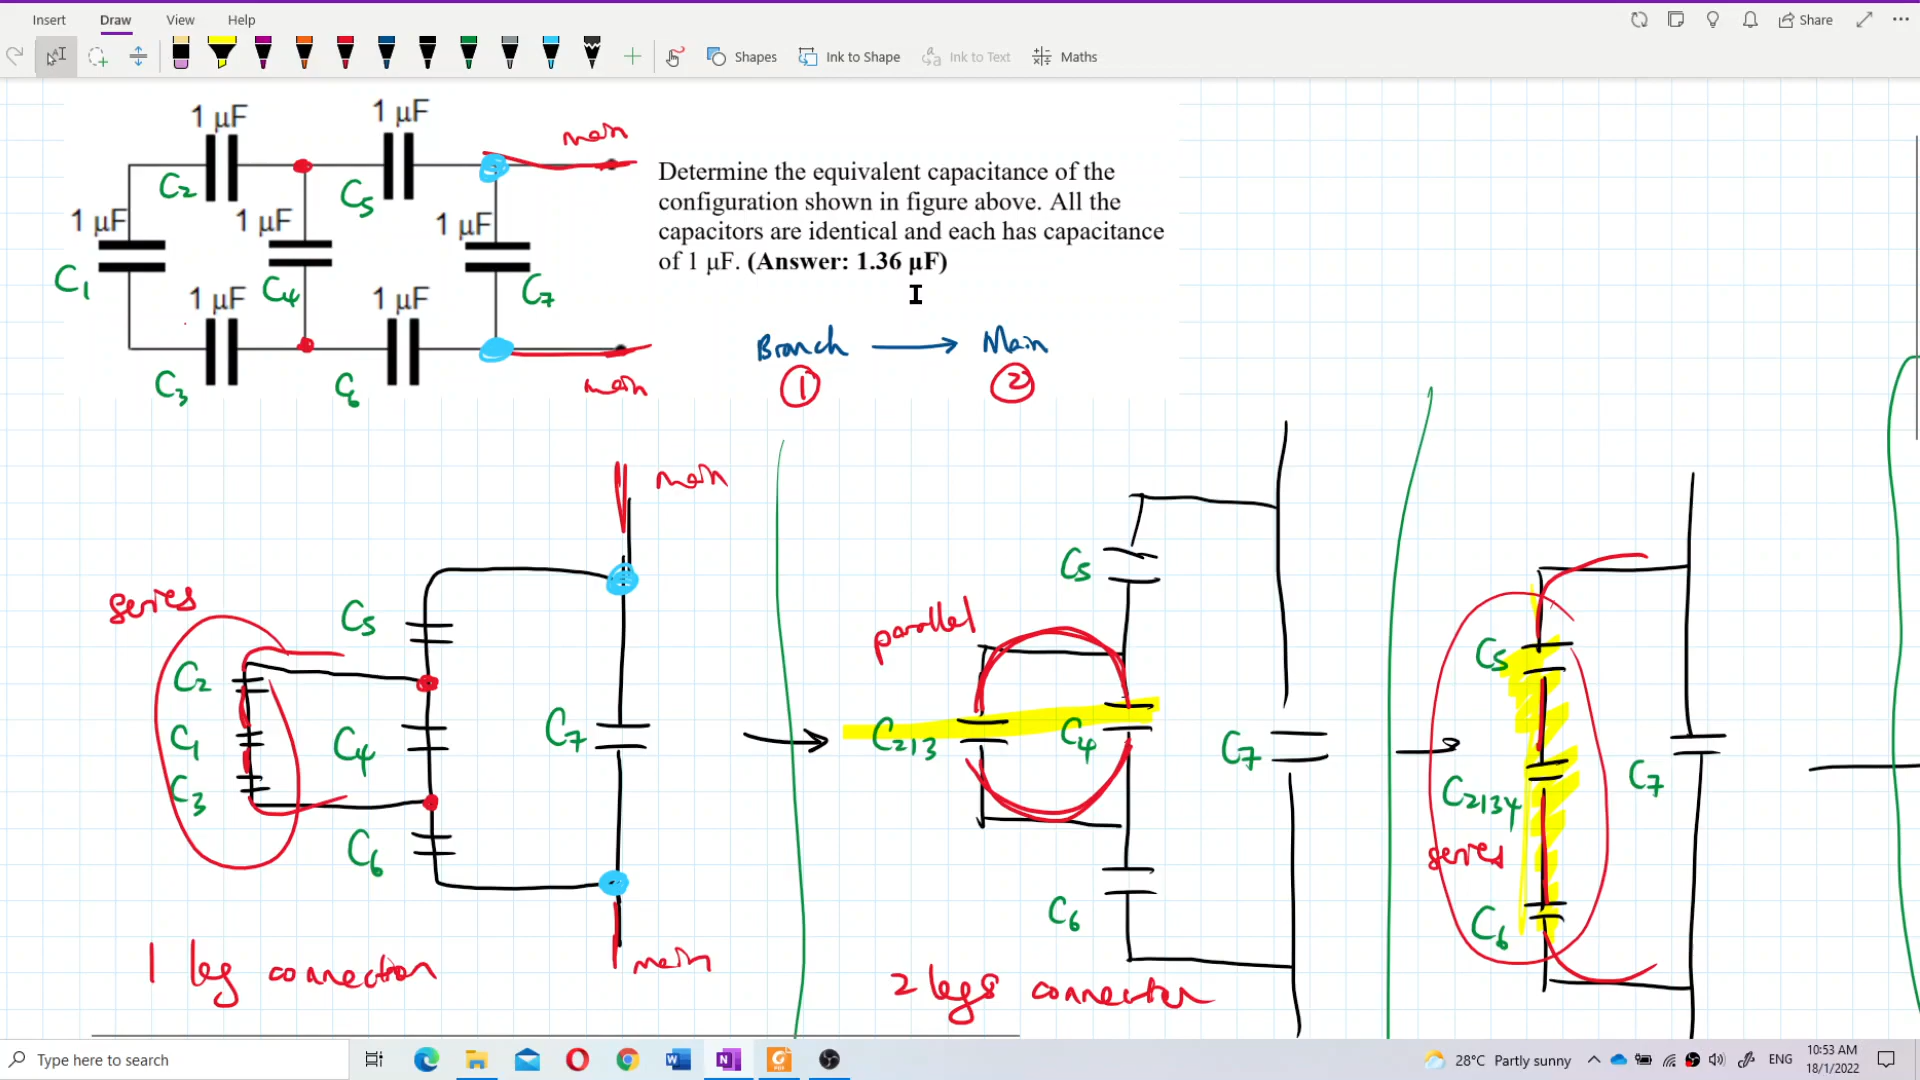 Insert Draw View Help
Share
Shapes Ink to Shape Ink to Text Maths
1 µF 1 µF
main
C2 C5
1 µF 1 µF 1 µF
C1 C4 C7
1 µF 1 µF
C3 C6
main
Determine the equivalent capacitance of the
configuration shown in figure above. All the
capacitors are identical and each has capacitance
of 1 µF. (Answer: 1.36 µF)
Branch → Main
① ②
main
series
C5
C2
C1
C3
C4
C7
C6
main
1 leg connection
C5
parallel
C213 C4
C7
C6
2 legs connection
C5
C2134
C7
series
C6
Type here to search
28°C Partly sunny
ENG
10:53 AM
18/1/2022